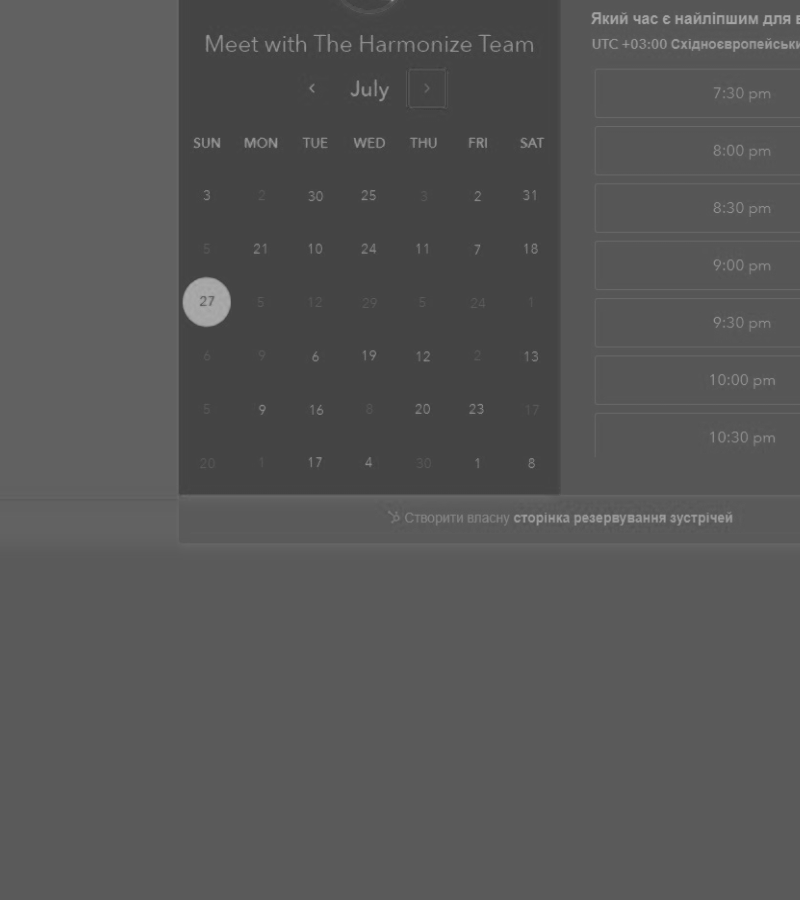 Meet with The Harmonize Team
July
SUN MON TUE WED THU FRI SAT
3 2 30 25 3 2 31
5 21 10 24 11 7 18
27 5 12 29 5 24 1
6 9 6 19 12 2 13
5 9 16 8 20 23 17
20 1 17 4 30 1 8
Який час є найліпшим для
UTC +03:00
7:30 pm
8:00 pm
8:30 pm
9:00 pm
9:30 pm
10:00 pm
10:30 pm
Створити власну сторінка резервування зустрічей